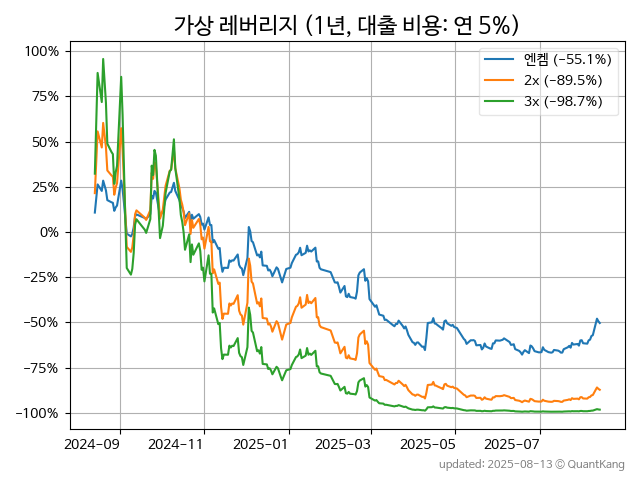 가상 레버리지 (1년, 대출 비용: 연 5%)
엔켐 (-55.1%)
2x (-89.5%)
3x (-98.7%)
100%
75%
50%
25%
0%
-25%
-50%
-75%
-100%
2024-09 2024-11 2025-01 2025-03 2025-05 2025-07
updated: 2025-08-13 © QuantKang